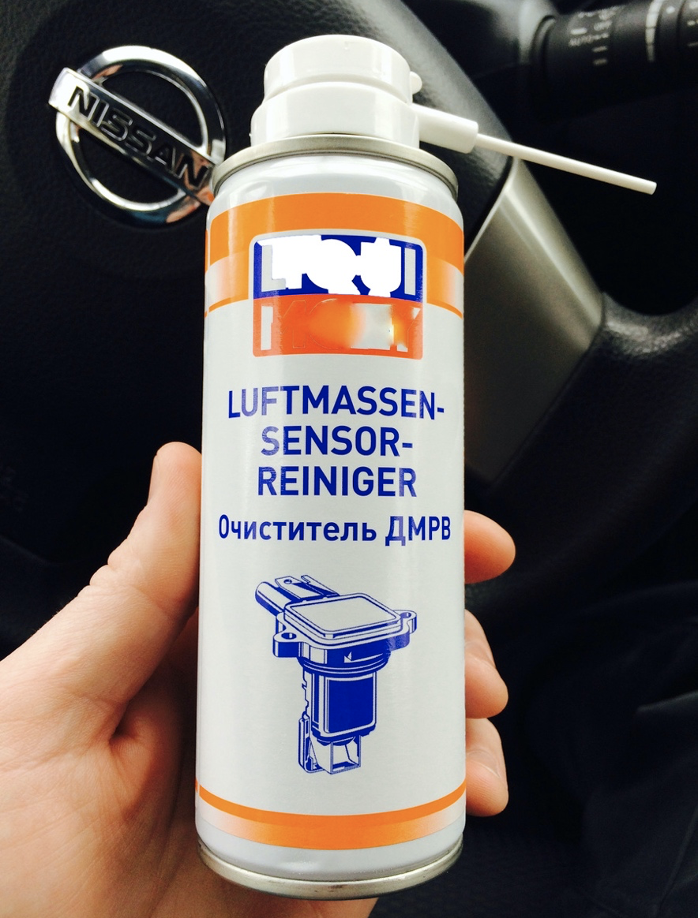 NISSAN
LUFTMASSEN-
SENSOR-
REINIGER
Очиститель ДМРВ